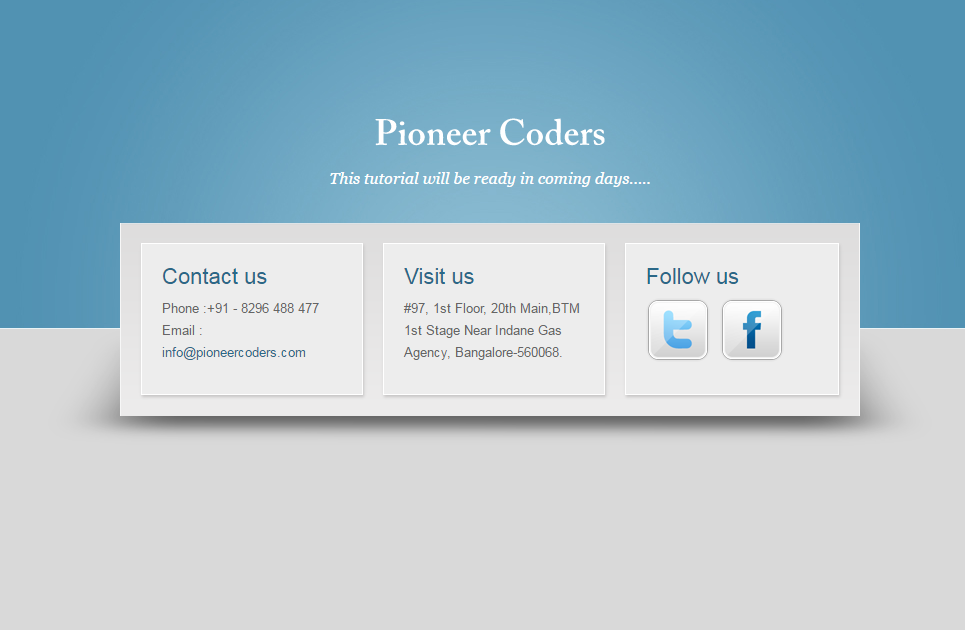 Pioneer Coders
This tutorial will be ready in coming days.....
Contact us
Phone :+91 - 8296 488 477
Email :
info@pioneercoders.com
Visit us
#97, 1st Floor, 20th Main,BTM
1st Stage Near Indane Gas
Agency, Bangalore-560068.
Follow us